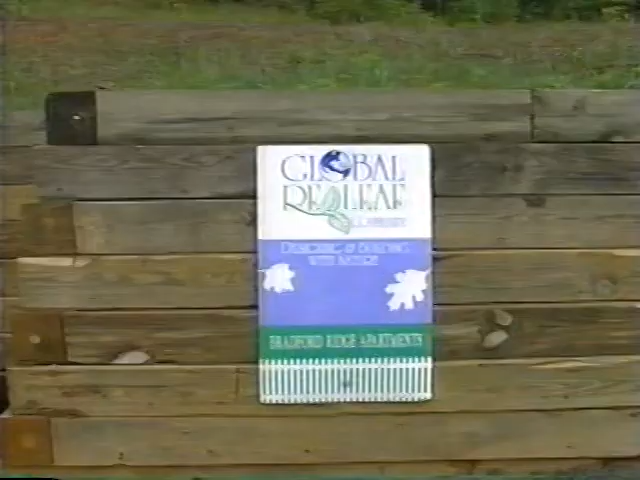 GLOBAL
RELEAF
DESIGNING & BUILDING
WITH NATURE
BRADFORD RIDGE APARTMENTS